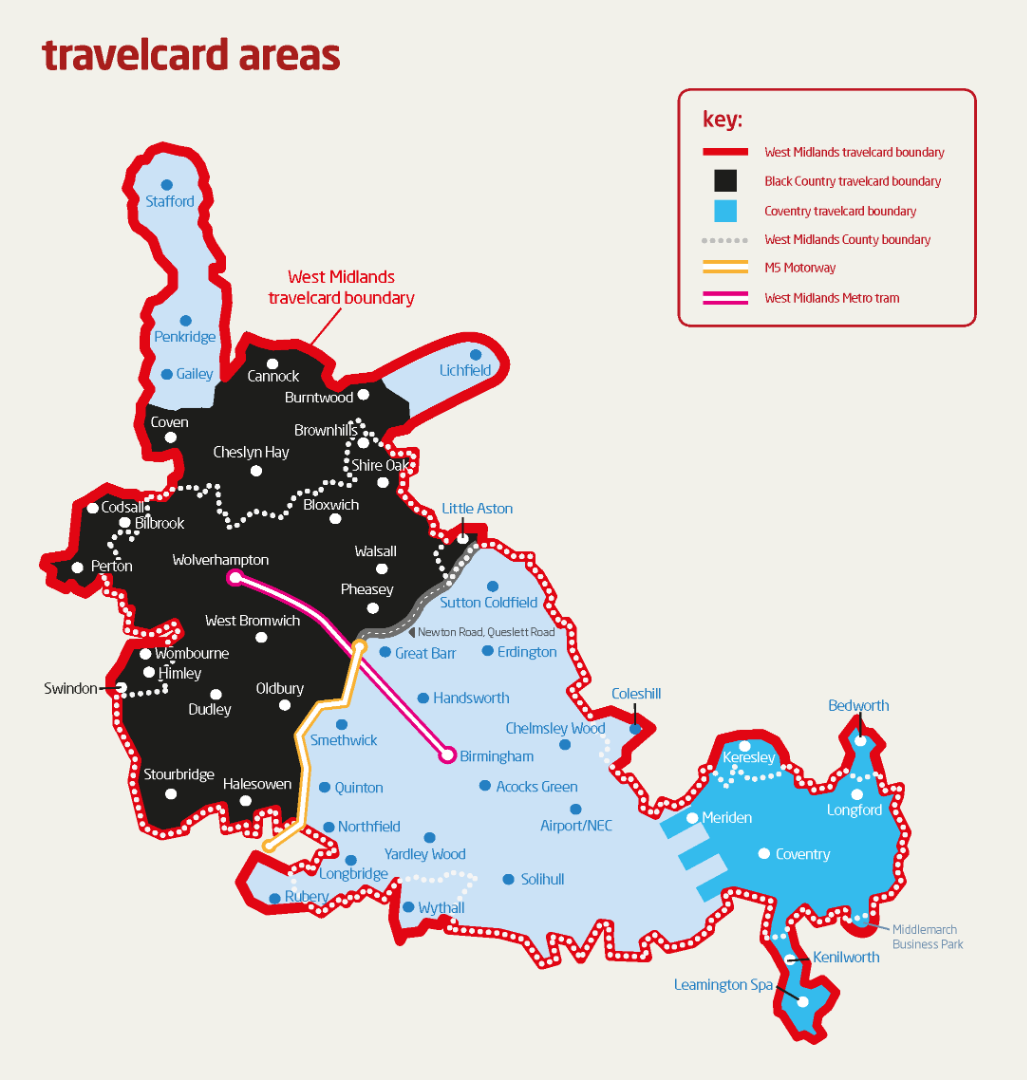 travelcard areas
key:
West Midlands travelcard boundary
Black Country travelcard boundary
Coventry travelcard boundary
West Midlands County boundary
M5 Motorway
West Midlands Metro tram
Stafford
West Midlands
travelcard boundary
Penkridge
Gailey
Cannock
Lichfield
Burntwood
Coven
Brownhills
Cheslyn Hay
Shire Oak
Codsall
Bloxwich
Little Aston
Bilbrook
Walsall
Wolverhampton
Perton
Pheasey
Sutton Coldfield
West Bromwich
Newton Road, Queslett Road
Wombourne
Great Barr
Erdington
Himley
Swindon
Oldbury
Dudley
Handsworth
Coleshill
Bedworth
Chelmsley Wood
Smethwick
Birmingham
Keresley
Stourbridge
Halesowen
Quinton
Acocks Green
Longford
Meriden
Northfield
Airport/NEC
Yardley Wood
Coventry
Longbridge
Solihull
Rubery
Wythall
Middlemarch
Business Park
Kenilworth
Leamington Spa